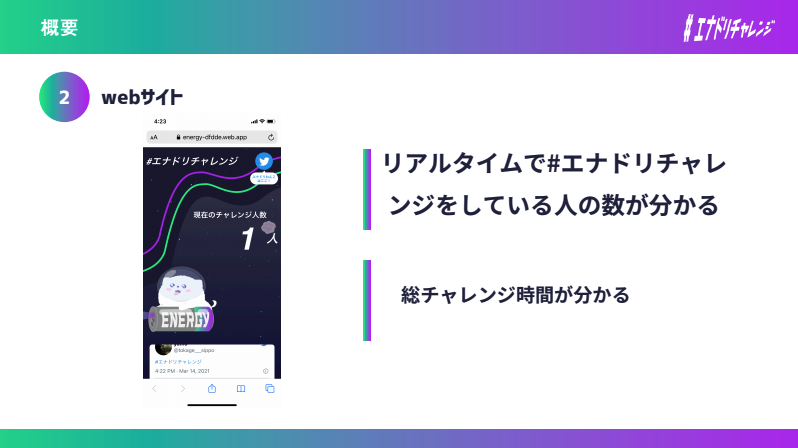 概要
#エナドリチャレンジ
2
webサイト
4:23
AA
energy-dfdde.web.app
#エナドリチャレンジ
現在のチャレンジ人数
1人
ENERGY
@tokage__sippo
#エナドリチャレンジ
4:22 PM · Mar 14, 2021
リアルタイムで#エナドリチャレ
ンジをしている人の数が分かる
総チャレンジ時間が分かる